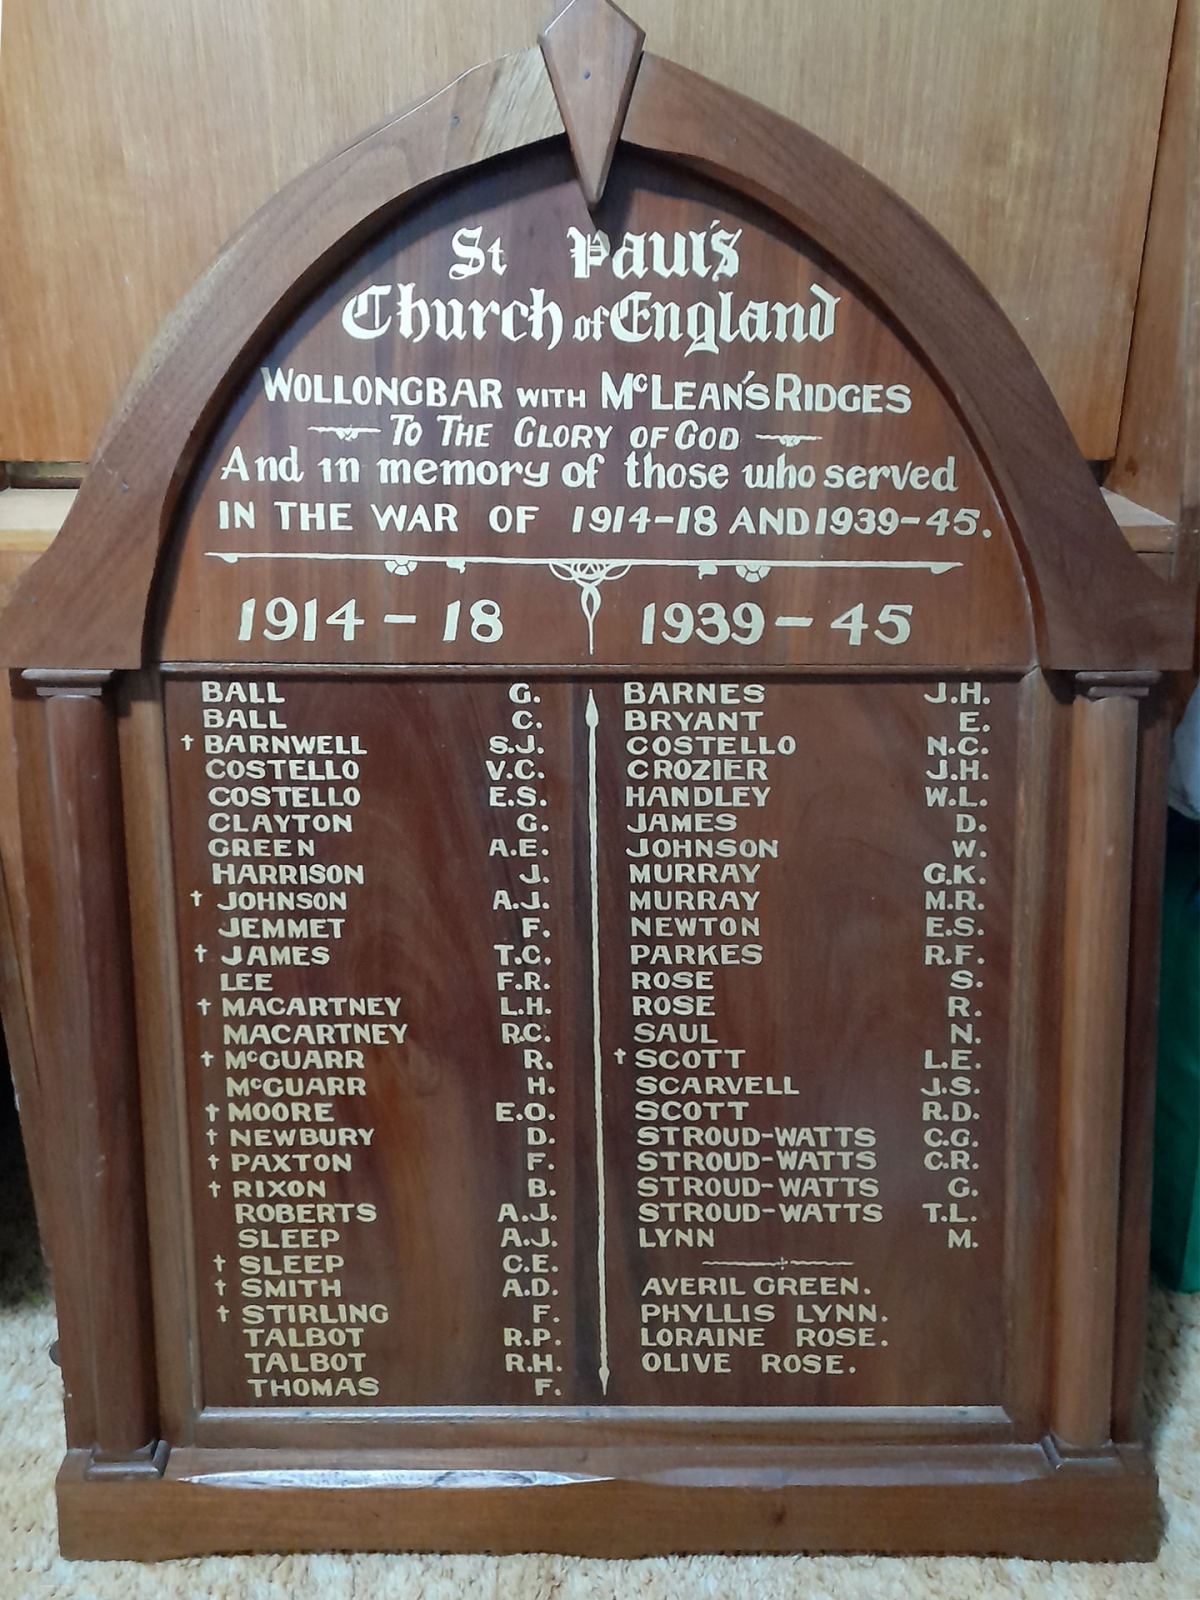 St Paul's
Church of England
WOLLONGBAR WITH McLEAN'S RIDGES
TO THE GLORY OF GOD
And in memory of those who served
IN THE WAR OF 1914-18 AND 1939-45.
1914 - 18
BALL G.
BALL C.
† BARNWELL S.J.
COSTELLO V.C.
COSTELLO E.S.
CLAYTON G.
GREEN A.E.
HARRISON J.
† JOHNSON A.J.
JEMMET F.
† JAMES T.G.
LEE F.R.
† MACARTNEY L.H.
MACARTNEY R.C.
† McGUARR R.
McGUARR H.
† MOORE E.O.
† NEWBURY D.
† PAXTON F.
† RIXON B.
ROBERTS A.J.
SLEEP A.J.
† SLEEP C.E.
† SMITH A.D.
† STIRLING F.
TALBOT R.P.
TALBOT R.H.
THOMAS F.
1939 - 45
BARNES J.H.
BRYANT E.
COSTELLO N.C.
CROZIER J.H.
HANDLEY W.L.
JAMES D.
JOHNSON W.
MURRAY G.K.
MURRAY M.R.
NEWTON E.S.
PARKES R.F.
ROSE S.
ROSE R.
SAUL N.
† SCOTT L.E.
SCARVELL J.S.
SCOTT R.D.
STROUD-WATTS C.G.
STROUD-WATTS C.R.
STROUD-WATTS G.
STROUD-WATTS T.L.
LYNN M.
AVERIL GREEN.
PHYLLIS LYNN.
LORAINE ROSE.
OLIVE ROSE.